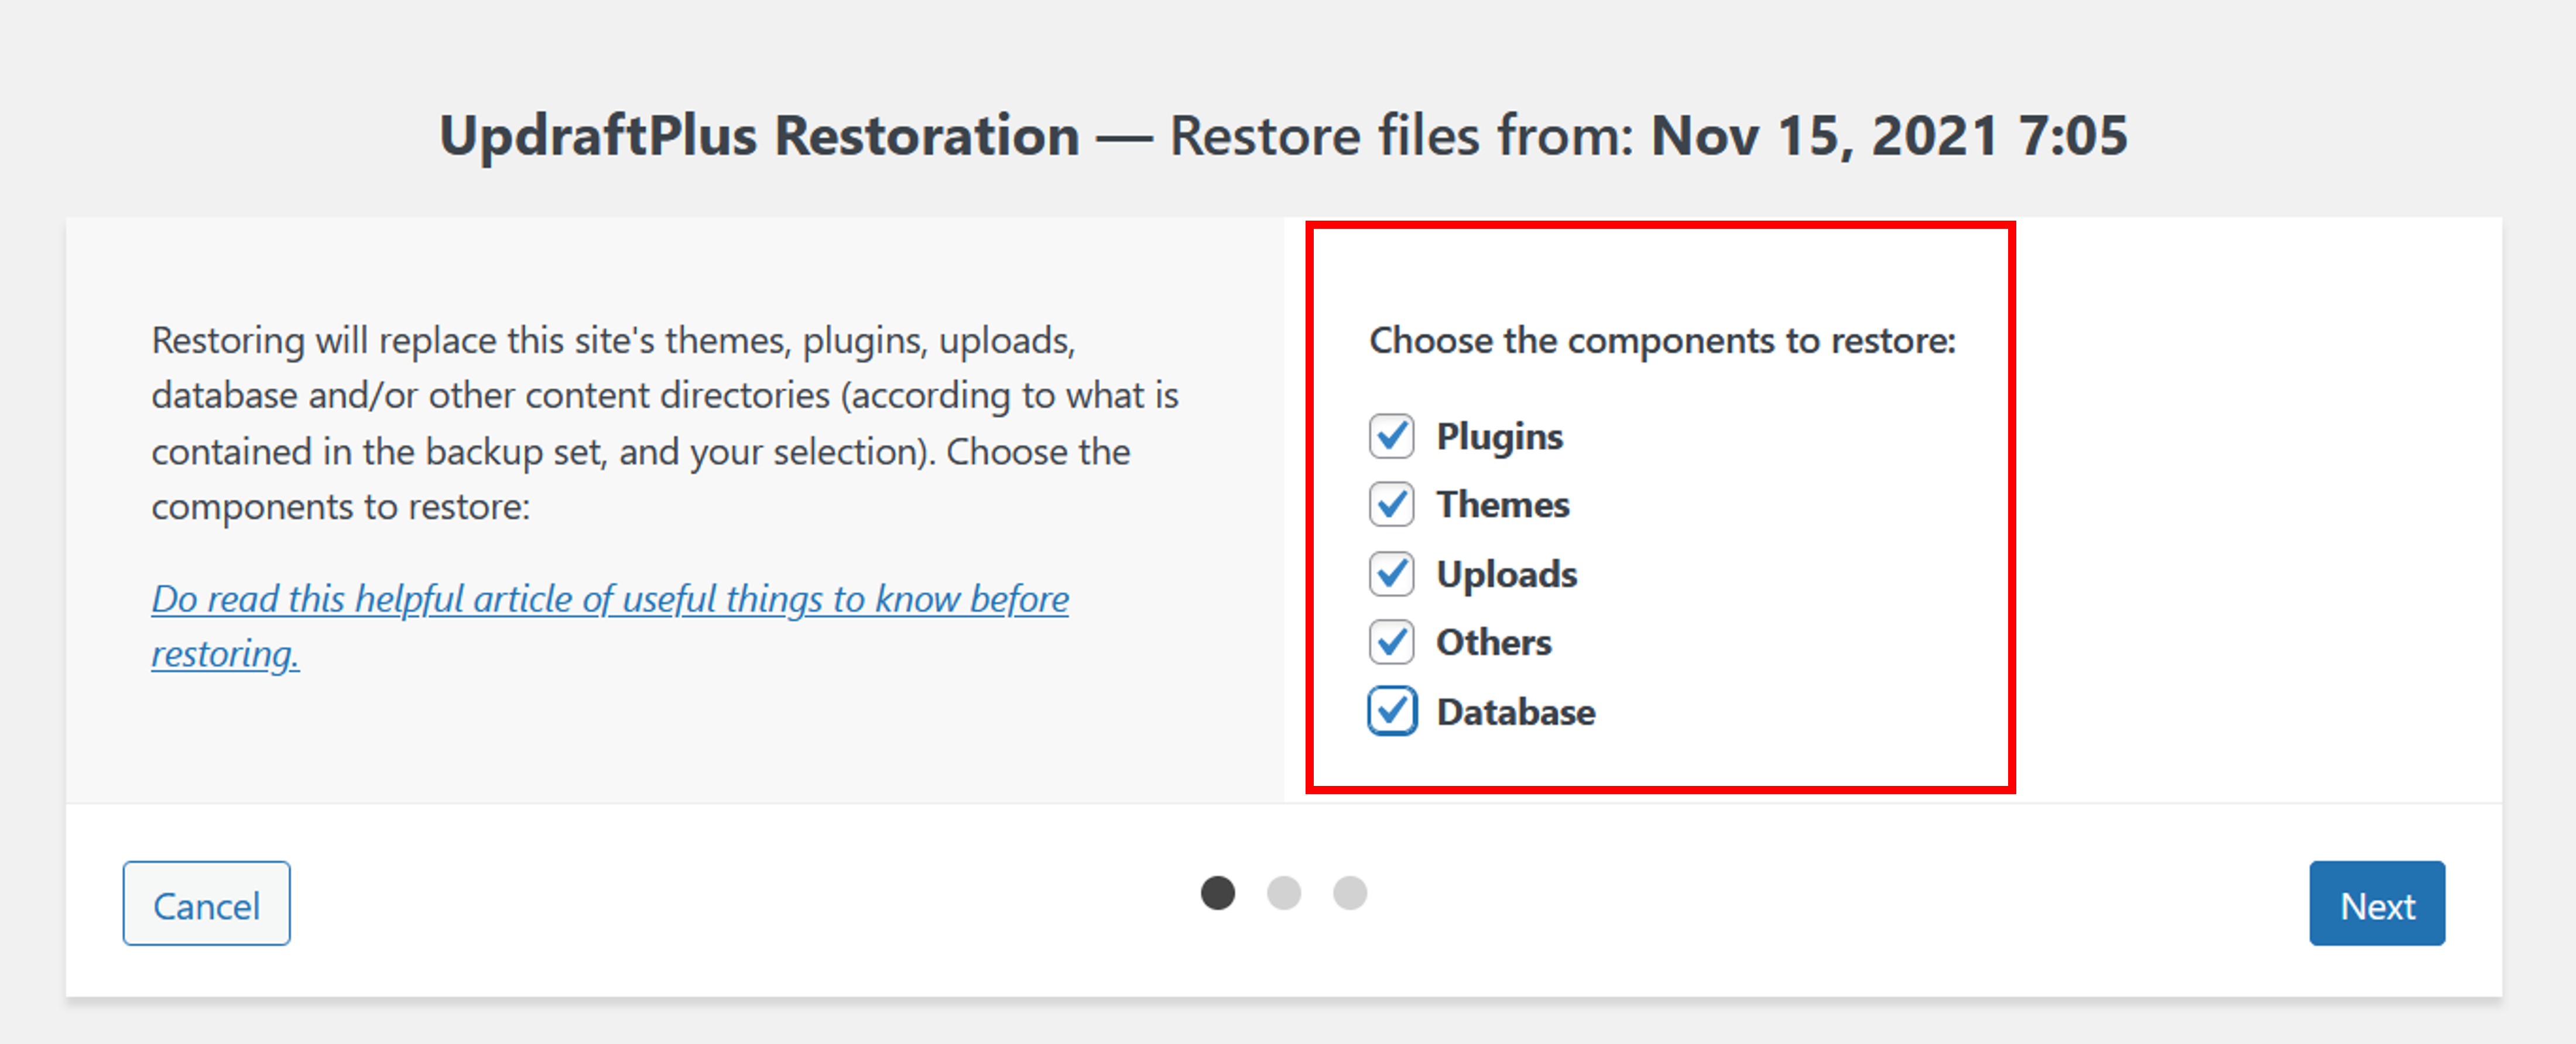 UpdraftPlus Restoration — Restore files from: Nov 15, 2021 7:05
Restoring will replace this site's themes, plugins, uploads,
database and/or other content directories (according to what is
contained in the backup set, and your selection). Choose the
components to restore:
Do read this helpful article of useful things to know before
restoring.
Choose the components to restore:
Plugins
Themes
Uploads
Others
Database
Cancel
Next